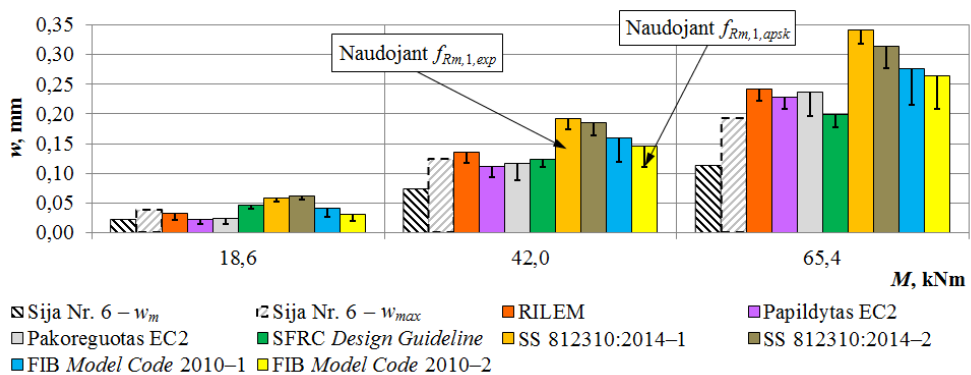 0,35
0,30
0,25
0,20
0,15
0,10
0,05
0,00
w, mm
Naudojant fRm,1,exp
Naudojant fRm,1,apsk
18,6
42,0
65,4
M, kNm
Sija Nr. 6 – wm
Sija Nr. 6 – wmax
RILEM
Papildytas EC2
Pakoreguotas EC2
SFRC Design Guideline
SS 812310:2014–1
SS 812310:2014–2
FIB Model Code 2010–1
FIB Model Code 2010–2